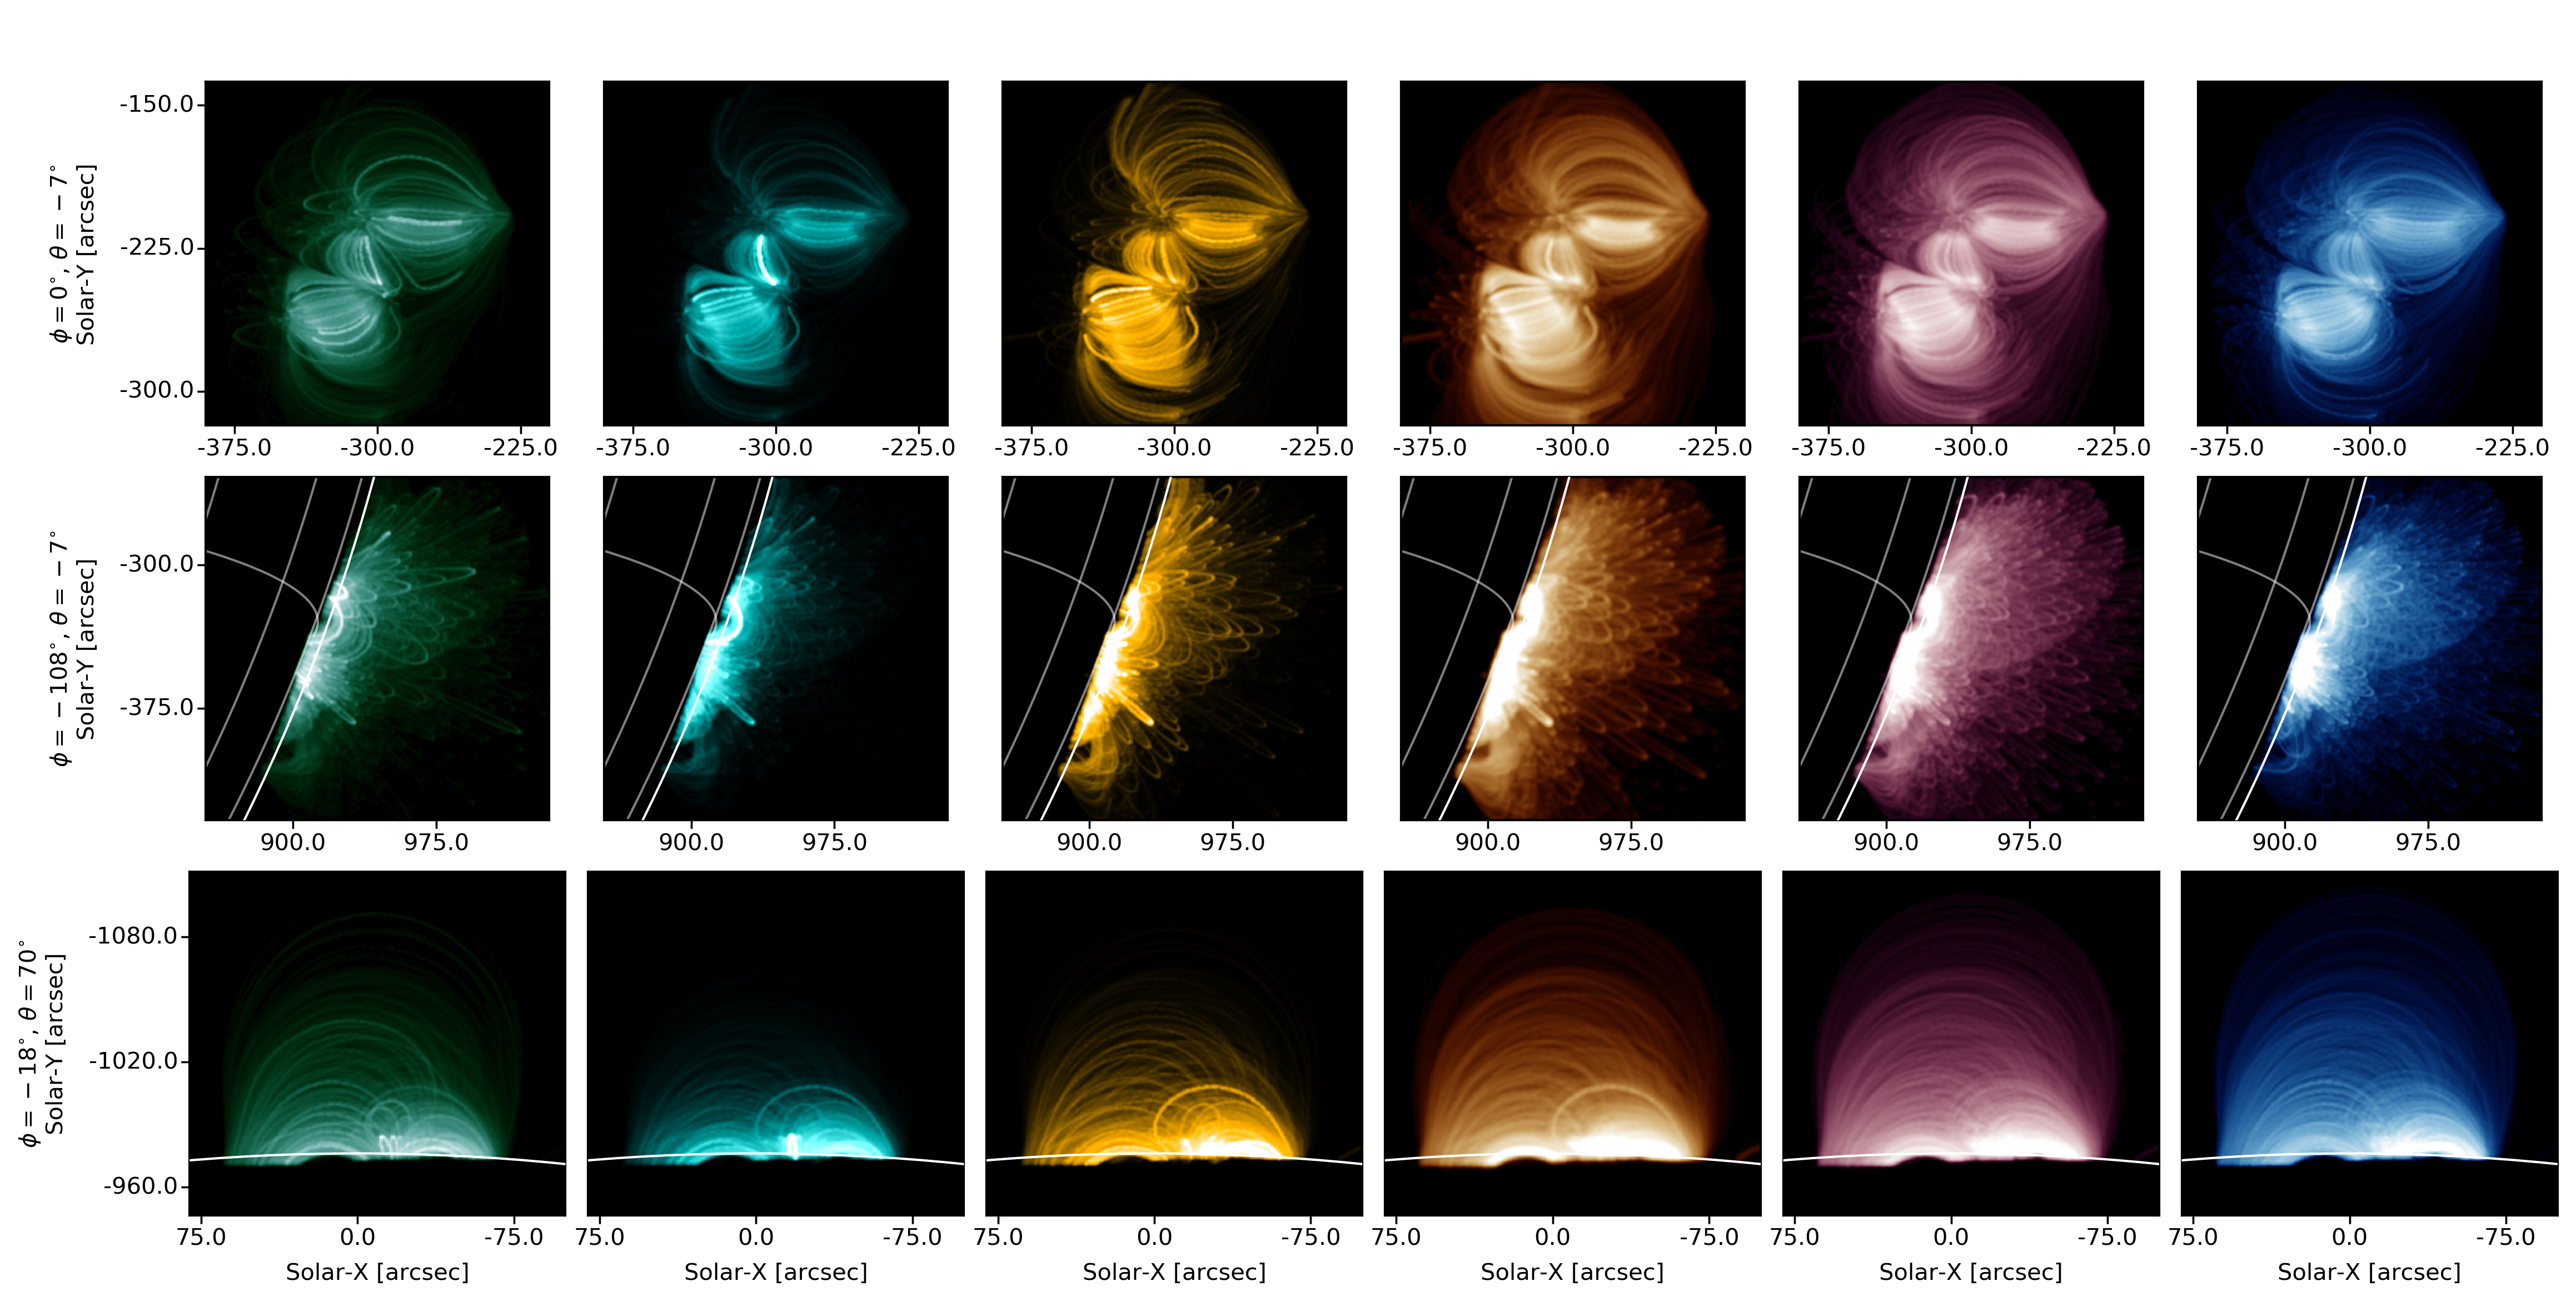 -150.0
-225.0
-300.0
ϕ = 0°, θ = − 7°
Solar-Y [arcsec]
-375.0 -300.0 -225.0 -375.0 -300.0 -225.0 -375.0 -300.0 -225.0 -375.0 -300.0 -225.0 -375.0 -300.0 -225.0 -375.0 -300.0 -225.0
-300.0
-375.0
ϕ = − 108°, θ = − 7°
Solar-Y [arcsec]
900.0 975.0 900.0 975.0 900.0 975.0 900.0 975.0 900.0 975.0 900.0 975.0
-1080.0
-1020.0
-960.0
ϕ = − 18°, θ = 70°
Solar-Y [arcsec]
75.0 0.0 -75.0 75.0 0.0 -75.0 75.0 0.0 -75.0 75.0 0.0 -75.0 75.0 0.0 -75.0 75.0 0.0 -75.0
Solar-X [arcsec] Solar-X [arcsec] Solar-X [arcsec] Solar-X [arcsec] Solar-X [arcsec] Solar-X [arcsec]